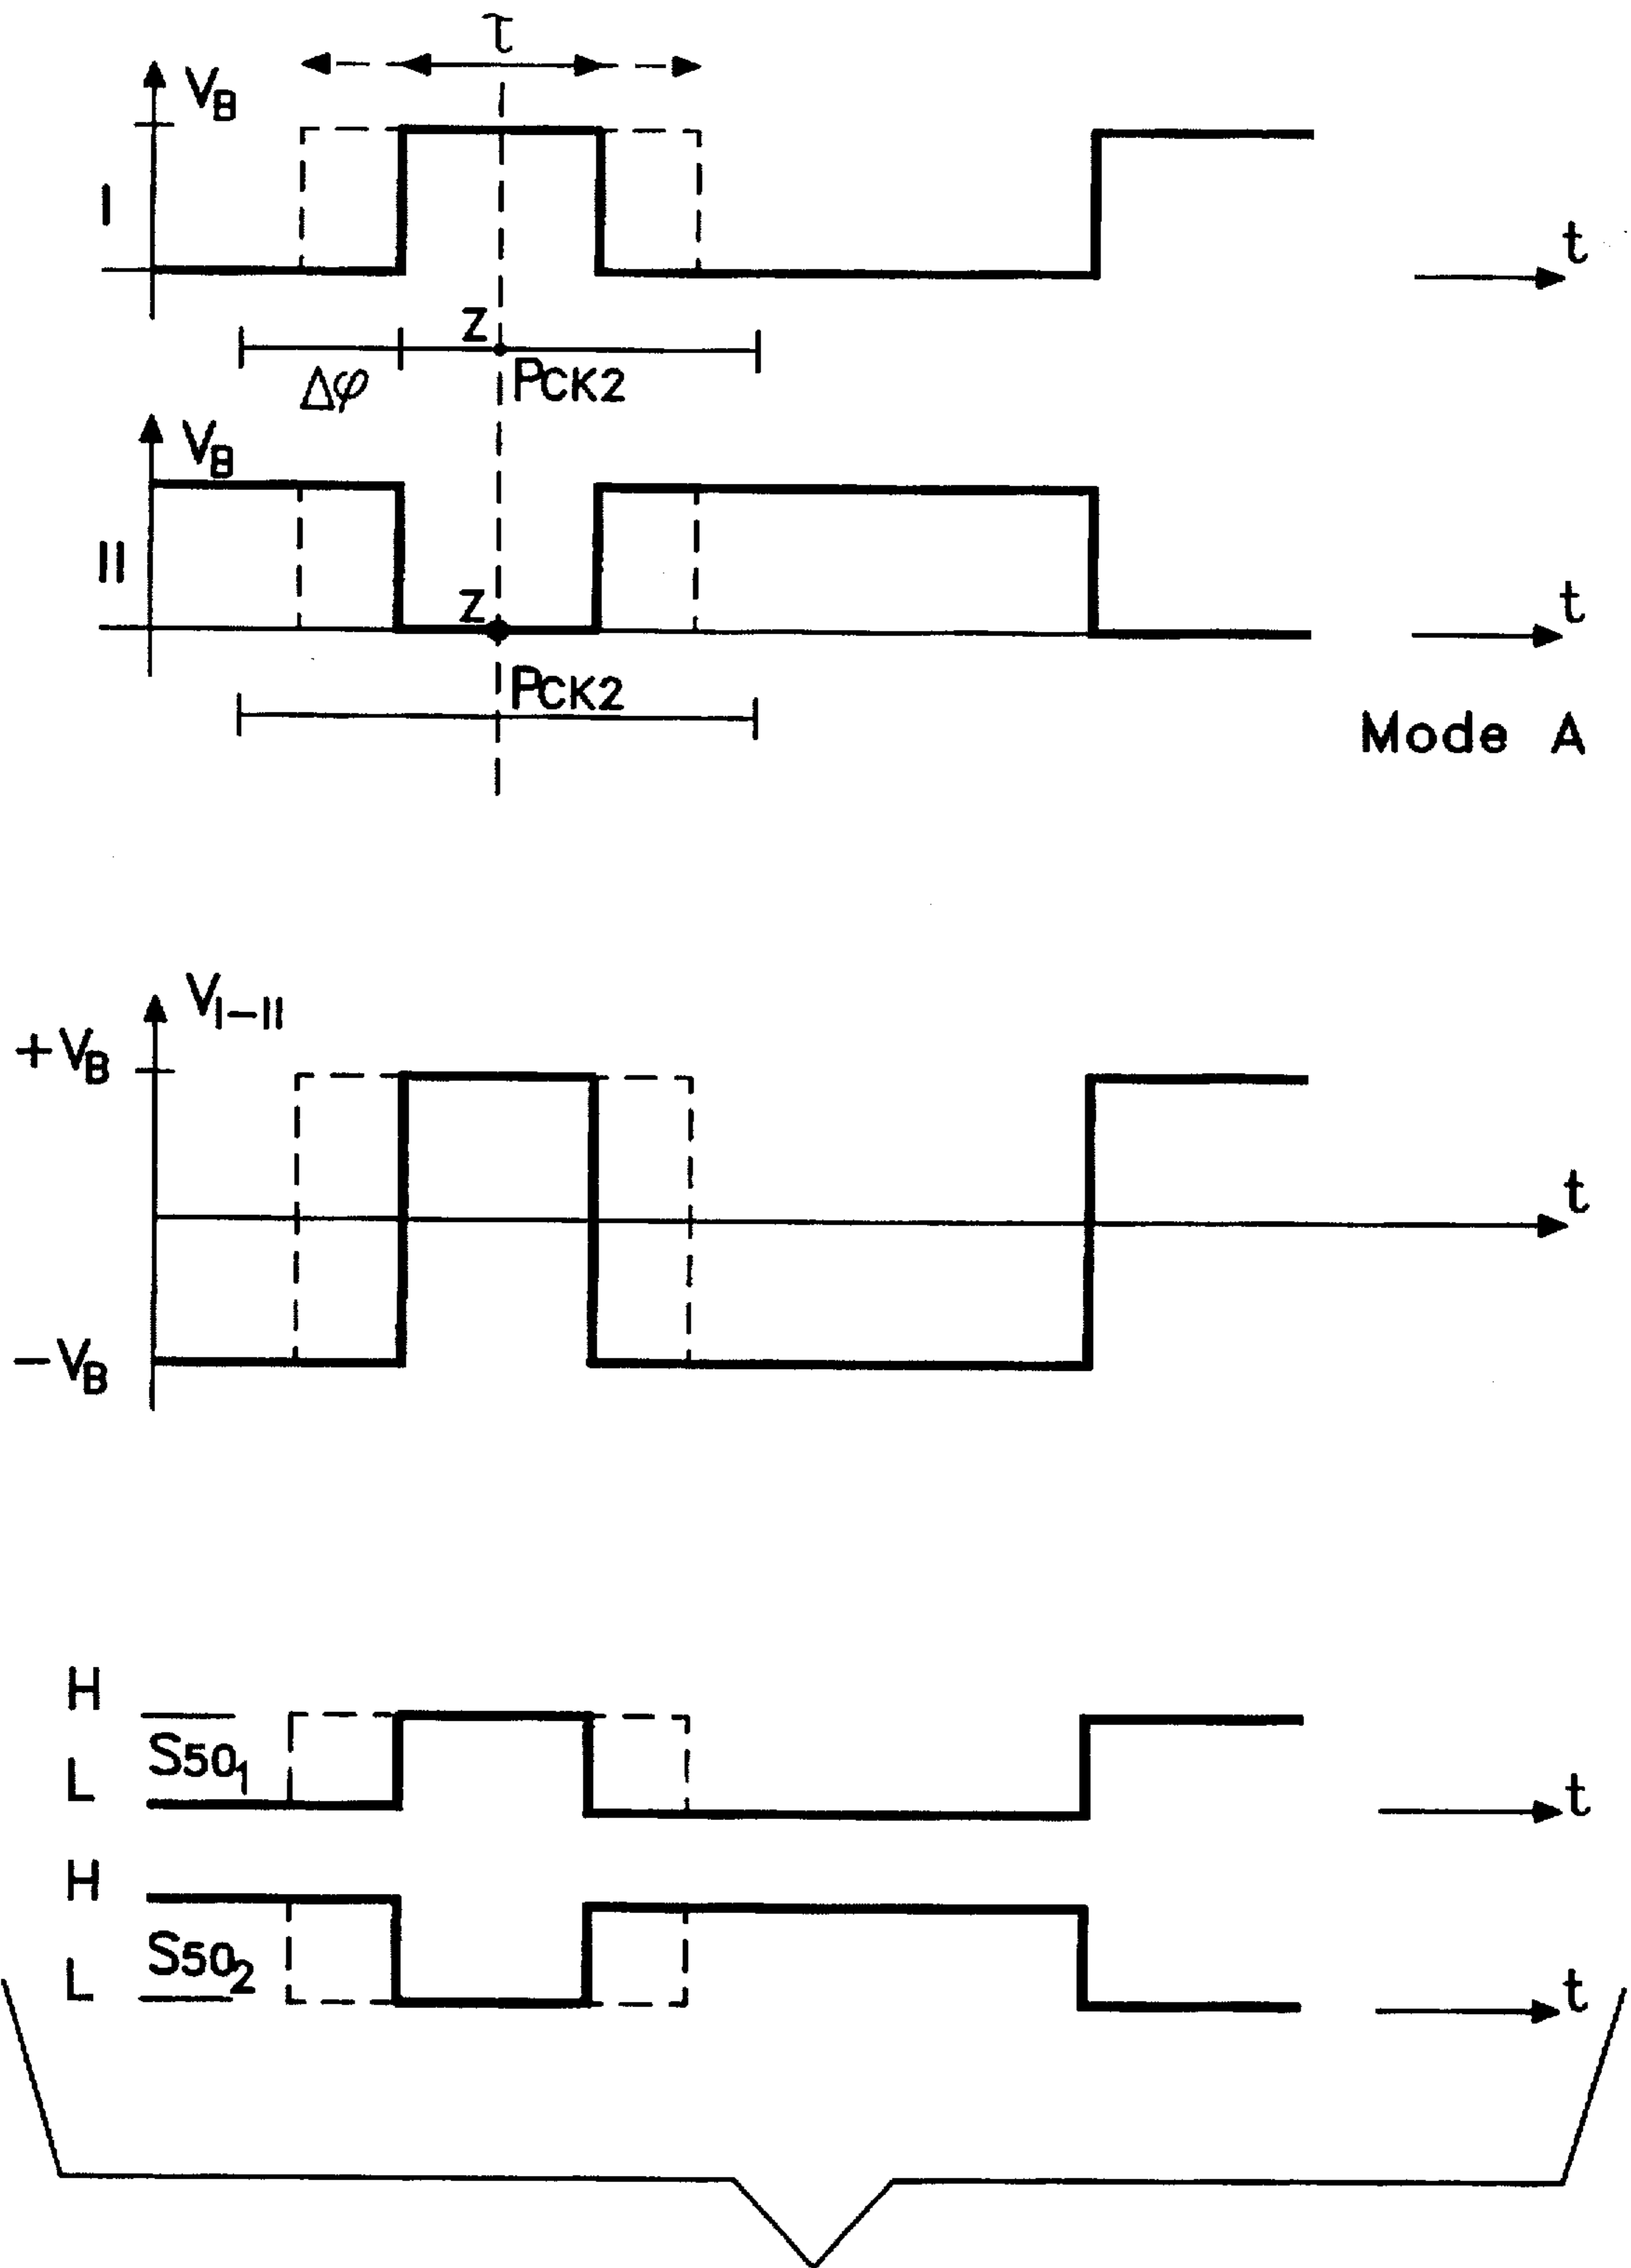 τ
V_B
I
t
Z
Δφ
P_CK2
V_B
II
t
Z
P_CK2
Mode A
V_I–II
+V_B
t
−V_B
H
S50_1
L
t
H
S50_2
L
t